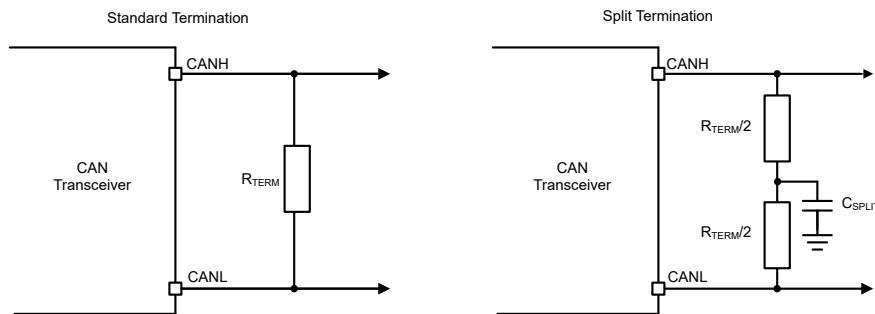 Standard Termination
CANH
CAN
Transceiver
RTERM
CANL
Split Termination
CANH
RTERM/2
CAN
Transceiver
CSPLIT
RTERM/2
CANL